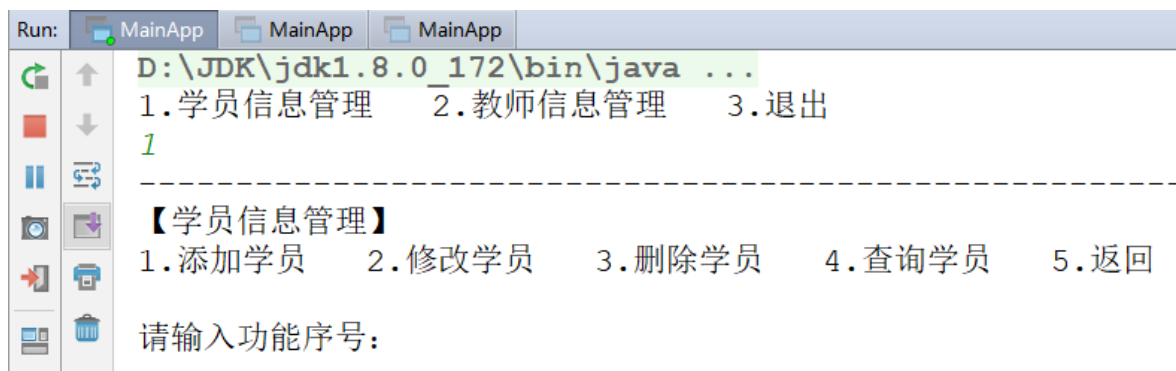 Run: MainApp MainApp MainApp
D:\JDK\jdk1.8.0_172\bin\java ...
1.学员信息管理   2.教师信息管理   3.退出
1
------------------------------------------------------
【学员信息管理】
1.添加学员   2.修改学员   3.删除学员   4.查询学员   5.返回
请输入功能序号: